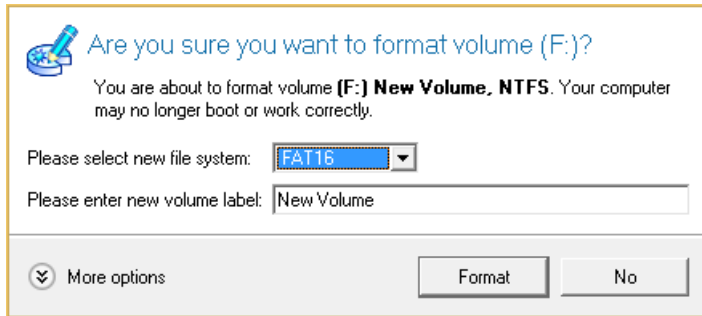 Are you sure you want to format volume (F:)?
You are about to format volume (F:) New Volume, NTFS. Your computer
may no longer boot or work correctly.
Please select new file system: FAT16
Please enter new volume label: New Volume
More options Format No